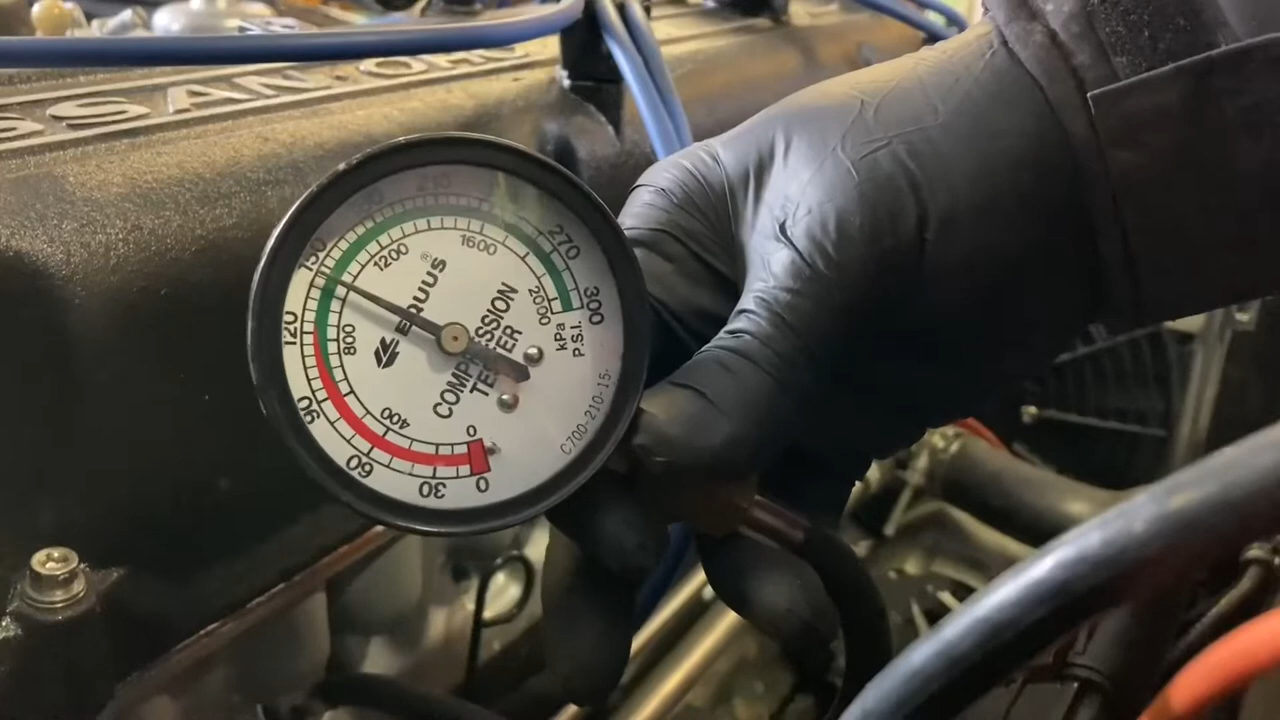 SSAN OHC
EQUUS®
COMPRESSION
TESTER
kPa
P.S.I.
C700-210-15
0
30
60
90
120
150
210
270
300
0
400
800
1200
1600
2000